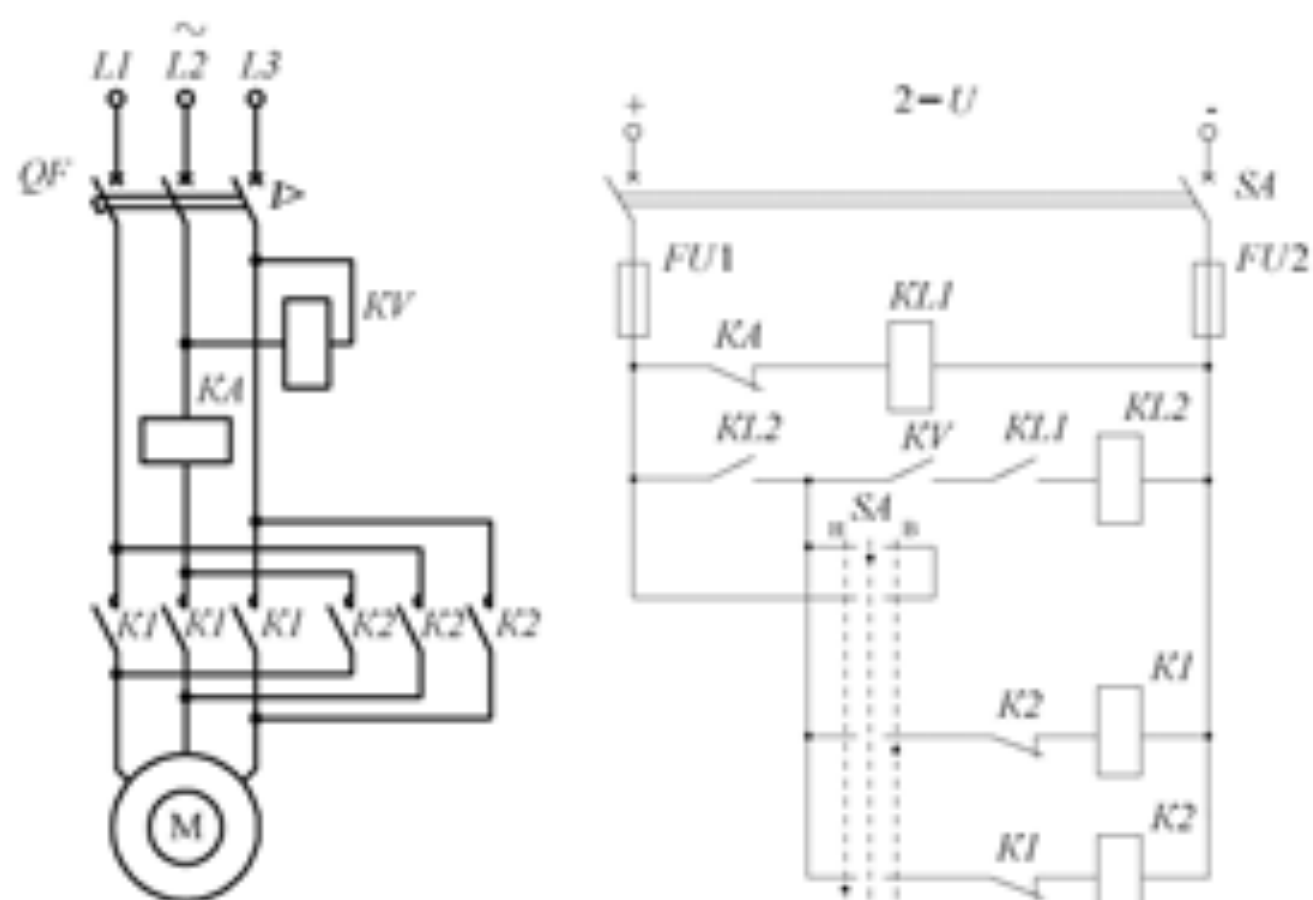 ~
L1 L2 L3
QF
I>
KV
KA
K1 K1 K1 K2 K2 K2
M
+ 2−U -
SA
FU1 FU2
KA KL1
KL2 KV KL1 KL2
SA
н в
K2 K1
K1 K2